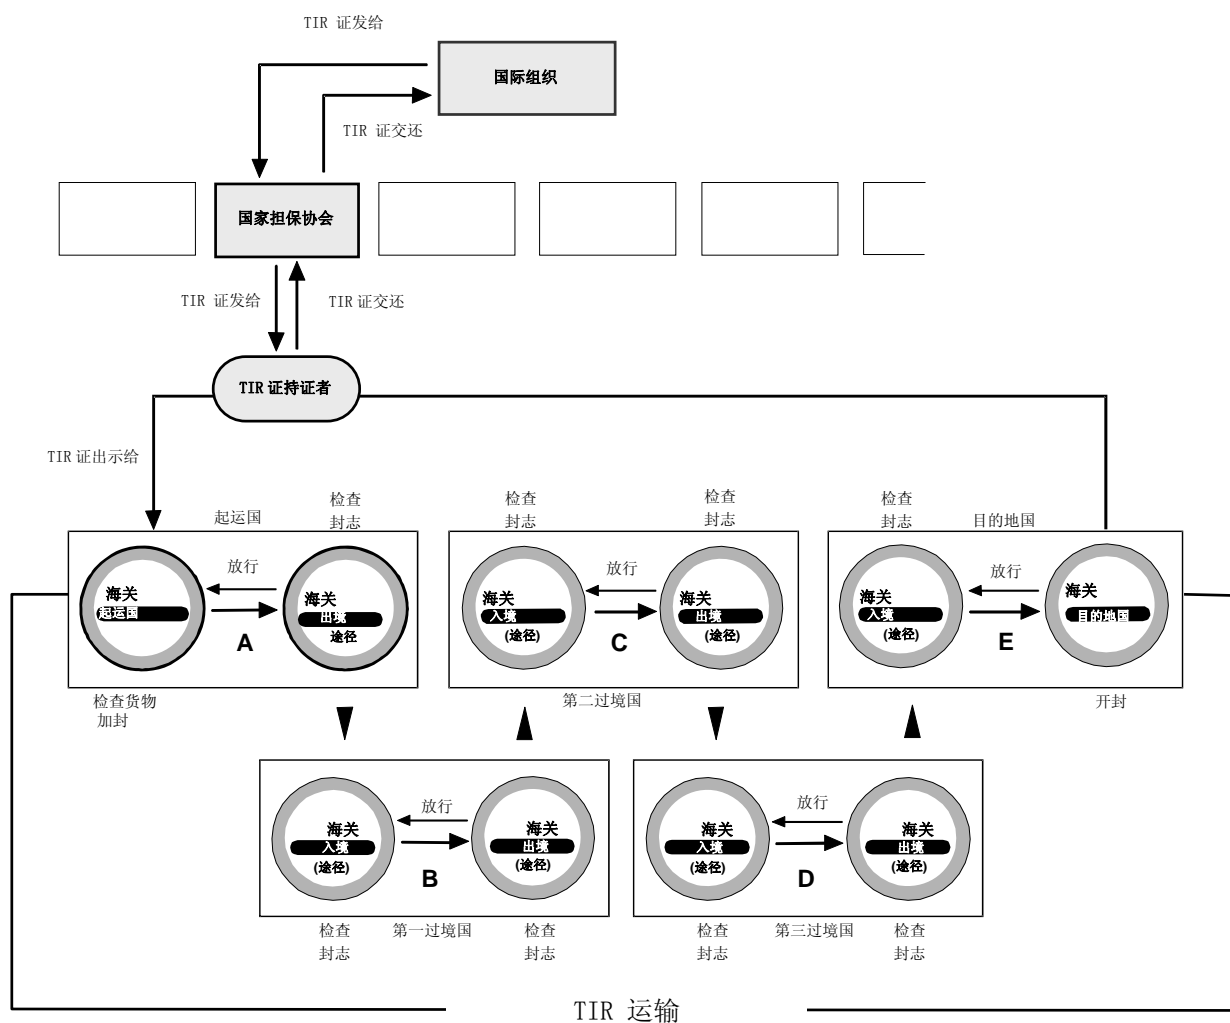 TIR 证发给
国际组织
TIR 证交还
国家担保协会
TIR 证发给
TIR 证交还
TIR 证持证者
TIR 证出示给
起运国
检查
封志
检查
封志
检查
封志
检查
封志
目的地国
放行
海关
起运国
海关
出境
途径
A
放行
海关
入境
(途径)
海关
出境
(途径)
C
放行
海关
入境
(途径)
海关
目的地国
E
检查货物
加封
第二过境国
开封
放行
海关
入境
(途径)
海关
出境
(途径)
B
放行
海关
入境
(途径)
海关
出境
(途径)
D
检查
封志
第一过境国
检查
封志
检查
封志
第三过境国
检查
封志
TIR 运输